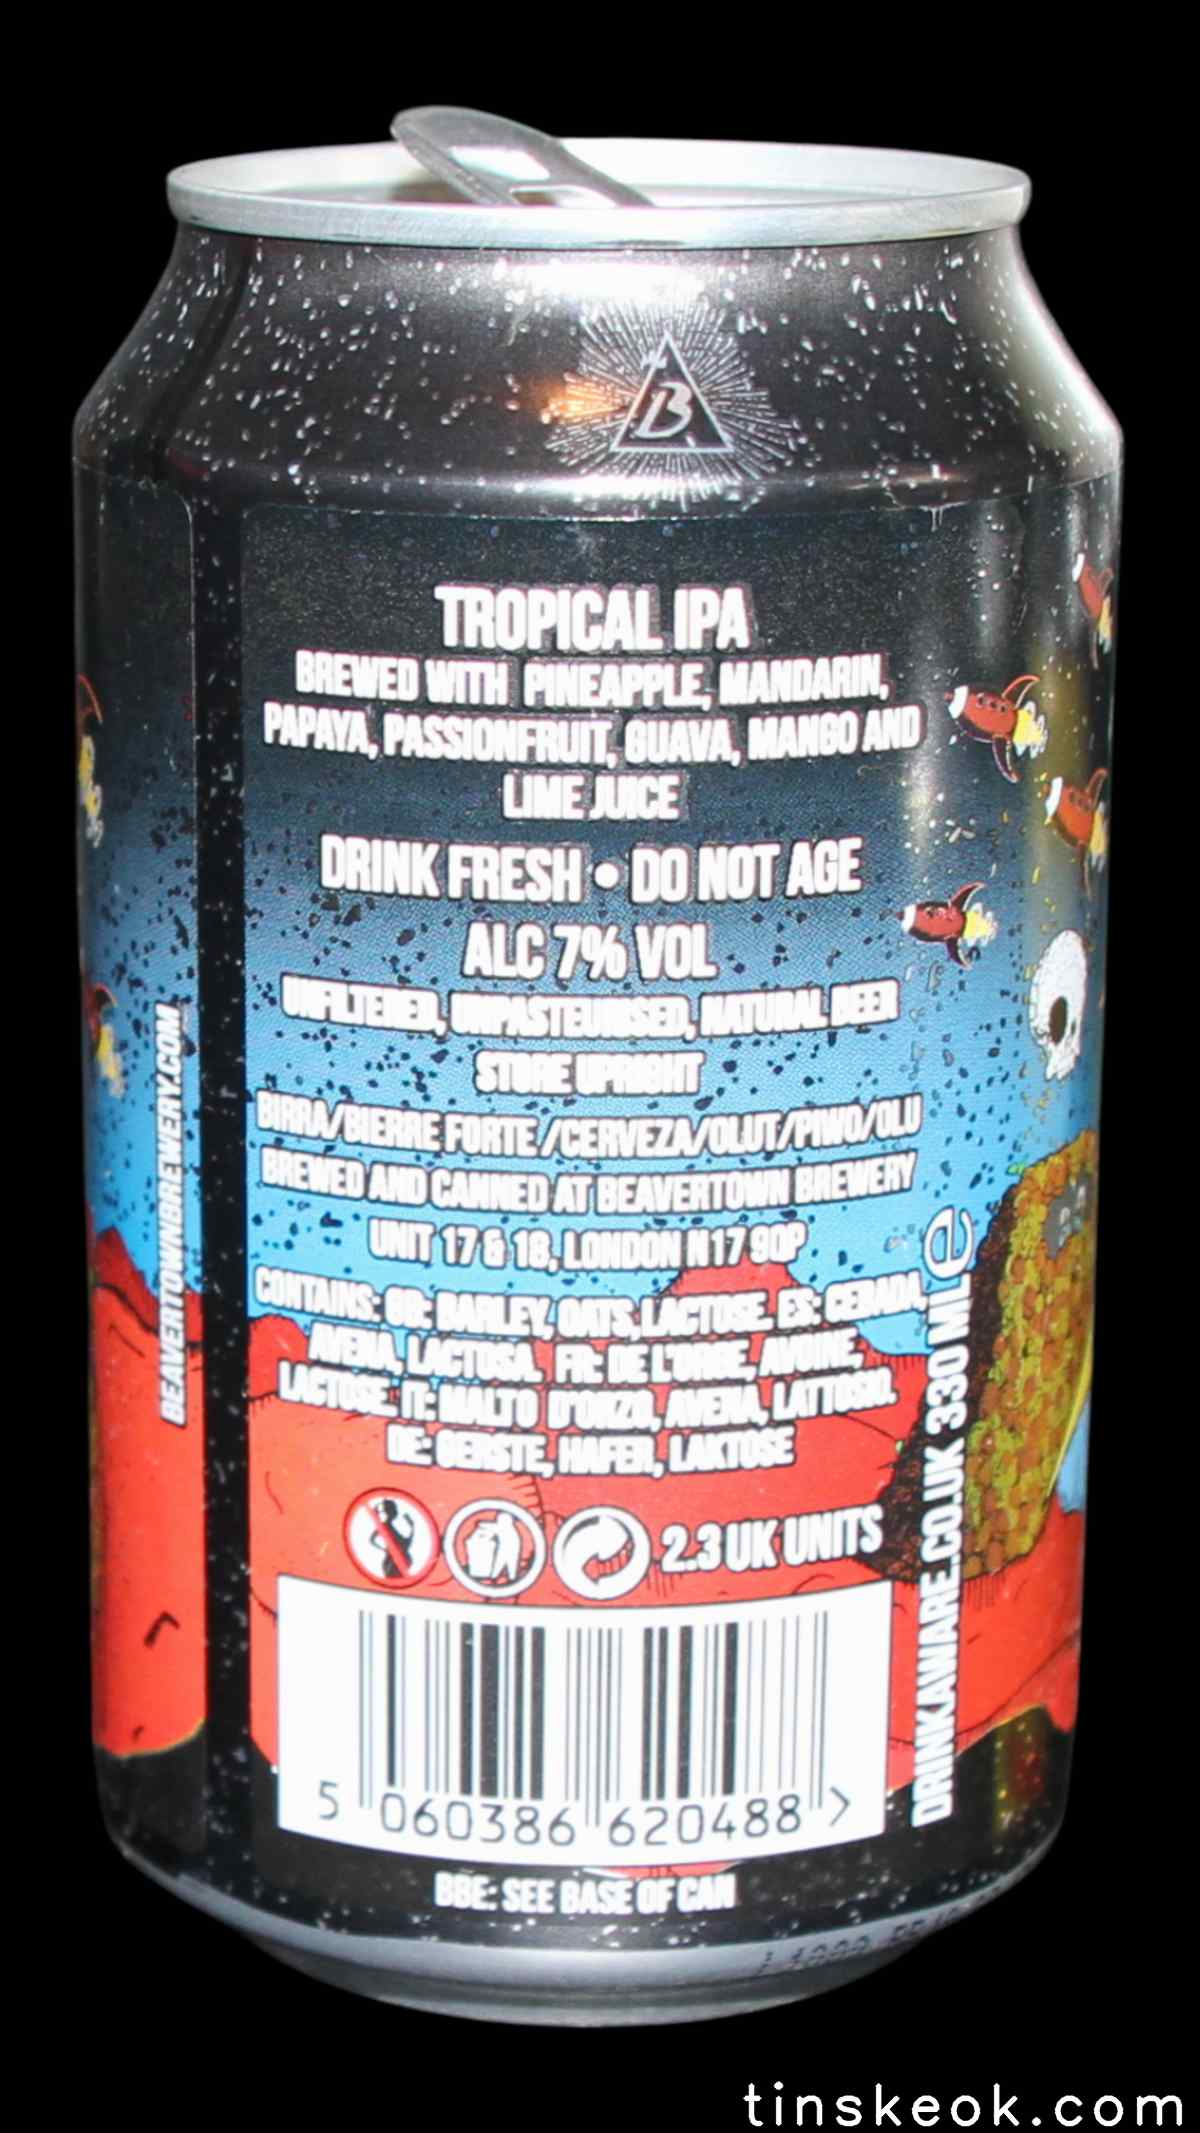 B
TROPICAL IPA
BREWED WITH PINEAPPLE, MANDARIN,
PAPAYA, PASSIONFRUIT, GUAVA, MANGO AND
LIME JUICE
DRINK FRESH • DO NOT AGE
ALC 7% VOL
UNFILTERED, UNPASTEURISED, NATURAL BEER
STORE UPRIGHT
BIRRA/BIERRE FORTE /CERVEZA/OLUT/PIWO/OLU
BREWED AND CANNED AT BEAVERTOWN BREWERY
UNIT 17 & 18, LONDON N17 9QP
CONTAINS: GB: BARLEY, OATS, LACTOSE. ES: CEBADA,
AVENA, LACTOSA. FR: DE L'ORGE, AVOINE,
LACTOSE. IT: MALTO D'ORZO, AVENA, LATTOSIO.
DE: GERSTE, HAFER, LAKTOSE
2.3 UK UNITS
5 060386 620488 >
BBE: SEE BASE OF CAN
BEAVERTOWNBREWERY.COM
DRINKAWARE.CO.UK 330 ML e
tinskeok.com